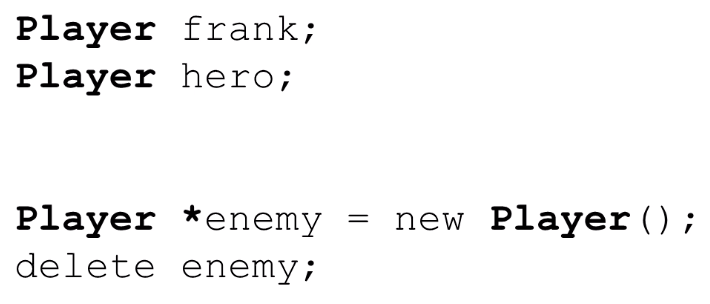 Player frank;
Player hero;
Player *enemy = new Player();
delete enemy;